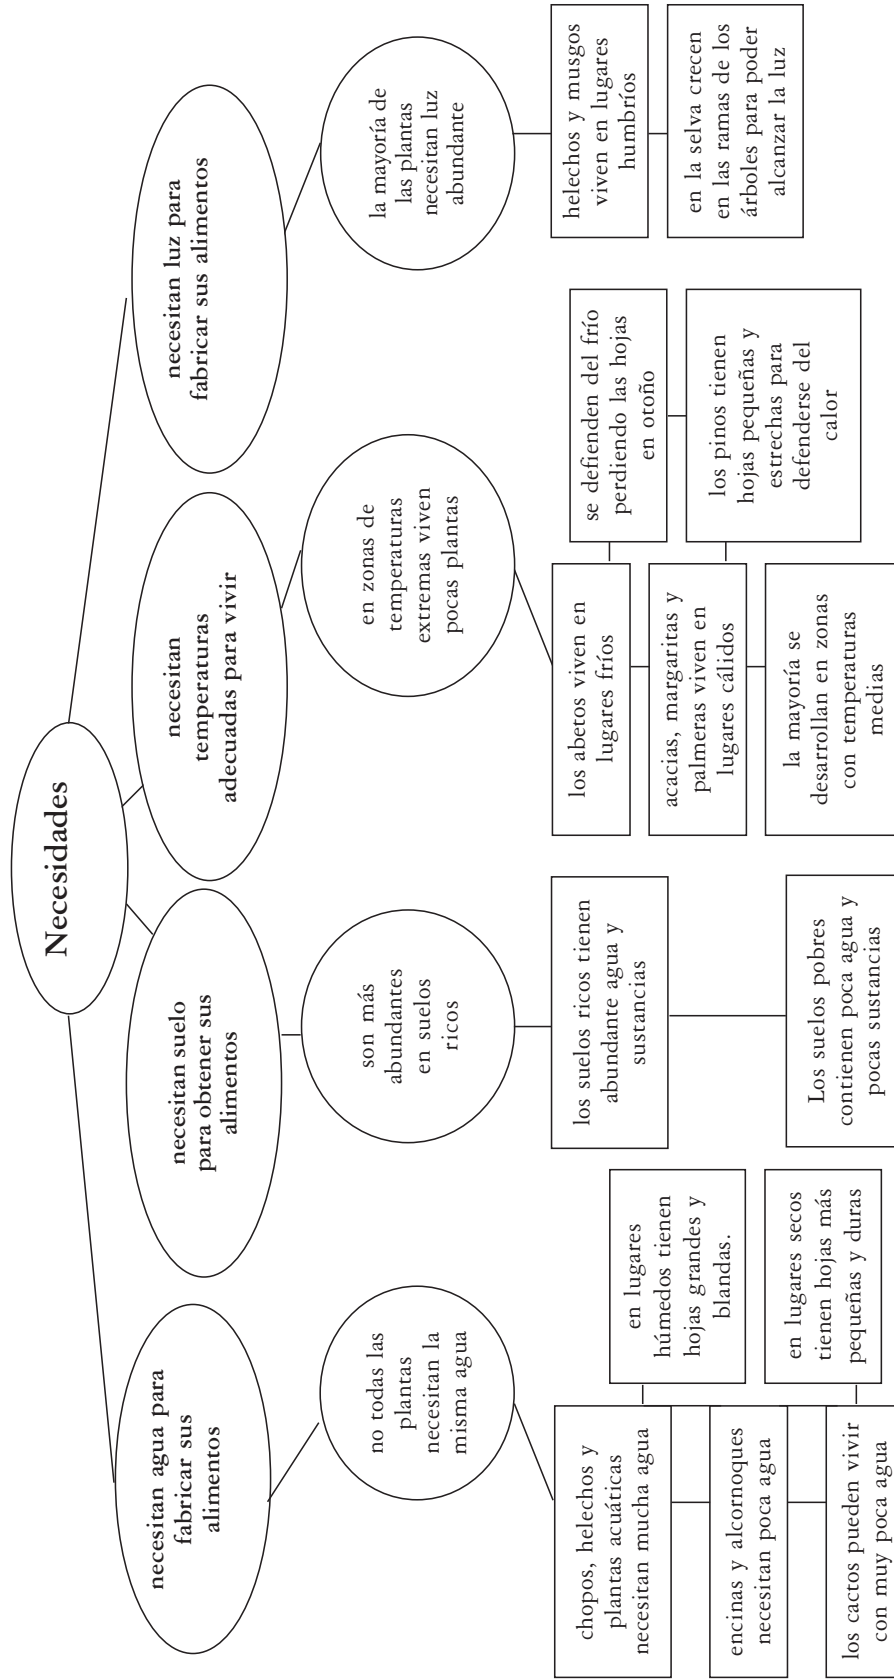 Necesidades
necesitan agua para
fabricar sus
alimentos
no todas las
plantas
necesitan la
misma agua
chopos, helechos y
plantas acuáticas
necesitan mucha agua
en lugares
húmedos tienen
hojas grandes y
blandas.
encinas y alcornoques
necesitan poca agua
los cactos pueden vivir
con muy poca agua
en lugares secos
tienen hojas más
pequeñas y duras
necesitan suelo
para obtener sus
alimentos
son más
abundantes
en suelos
ricos
los suelos ricos tienen
abundante agua y
sustancias
Los suelos pobres
contienen poca agua y
pocas sustancias
necesitan
temperaturas
adecuadas para vivir
en zonas de
temperaturas
extremas viven
pocas plantas
los abetos viven en
lugares fríos
se defienden del frío
perdiendo las hojas
en otoño
acacias, margaritas y
palmeras viven en
lugares cálidos
los pinos tienen
hojas pequeñas y
estrechas para
defenderse del
calor
la mayoría se
desarrollan en zonas
con temperaturas
medias
necesitan luz para
fabricar sus alimentos
la mayoría de
las plantas
necesitan luz
abundante
helechos y musgos
viven en lugares
humbríos
en la selva crecen
en las ramas de los
árboles para poder
alcanzar la luz